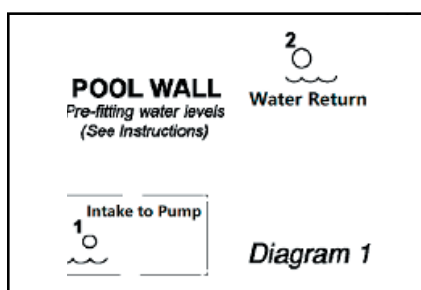 2
POOL WALL
Pre-fitting water levels
(See Instructions)
Water Return
Intake to Pump
1
Diagram 1